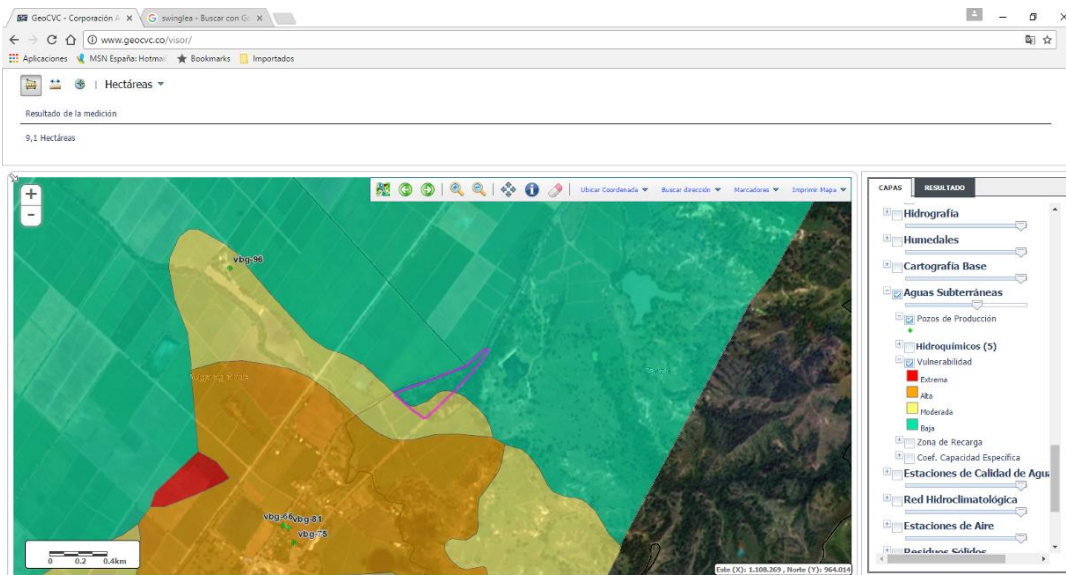 GeoCVC - Corporación A
swinglea - Buscar con Go
www.geocvc.co/visor/
Aplicaciones MSN España: Hotmai Bookmarks Importados
Hectáreas
Resultado de la medición
9,1 Hectáreas
Ubicar Coordenada Buscar dirección Marcadores Imprimir Mapa
+
-
vbg-96
vbg-66
vbg-81
vbg-75
0 0.2 0.4km
Este (X): 1.108.269 , Norte (Y): 964.014
CAPAS RESULTADO
Hidrografía
Humedales
Cartografía Base
Aguas Subterráneas
Pozos de Producción
Hidroquímicos (5)
Vulnerabilidad
Extrema
Alta
Moderada
Baja
Zona de Recarga
Coef. Capacidad Específica
Estaciones de Calidad de Agua
Red Hidroclimatológica
Estaciones de Aire
Residuos Sólidos